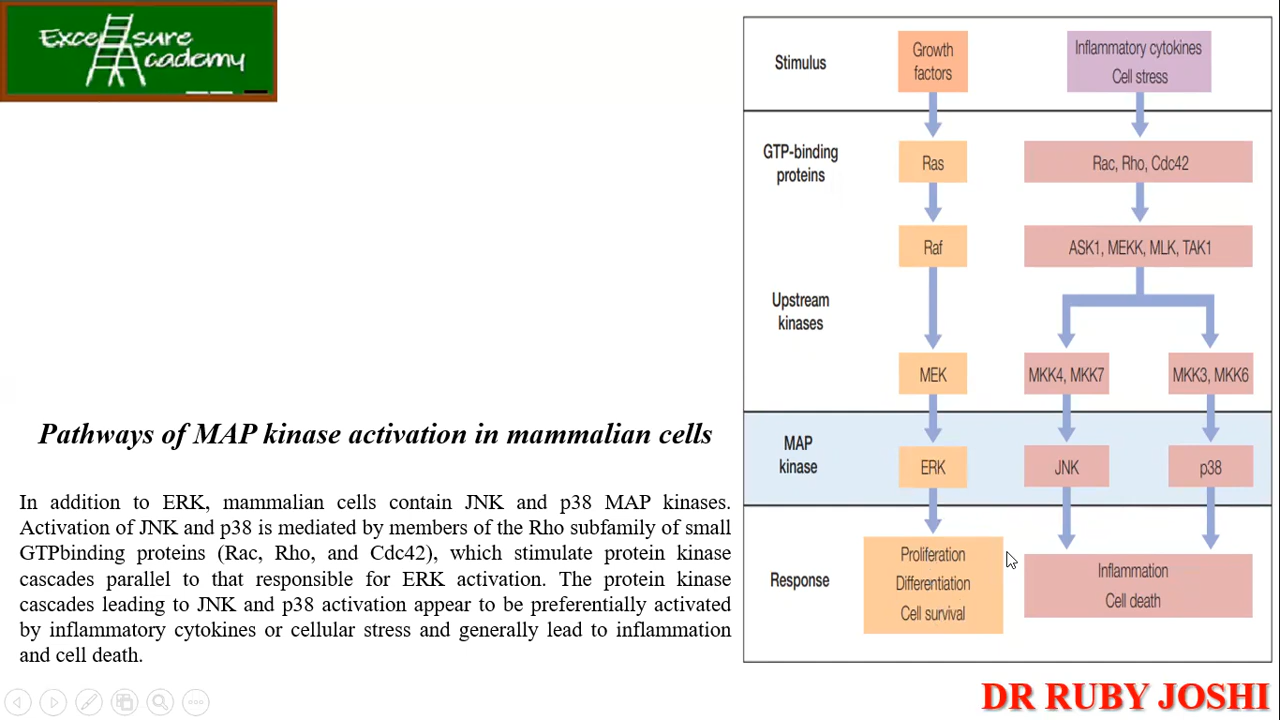 Excelsure
Academy
Stimulus
Growth
factors
Inflammatory cytokines
Cell stress
GTP-binding
proteins
Ras
Rac, Rho, Cdc42
Raf
ASK1, MEKK, MLK, TAK1
Upstream
kinases
MEK
MKK4, MKK7
MKK3, MKK6
MAP
kinase
ERK
JNK
p38
Response
Proliferation
Differentiation
Cell survival
Inflammation
Cell death
Pathways of MAP kinase activation in mammalian cells
In addition to ERK, mammalian cells contain JNK and p38 MAP kinases.
Activation of JNK and p38 is mediated by members of the Rho subfamily of small
GTPbinding proteins (Rac, Rho, and Cdc42), which stimulate protein kinase
cascades parallel to that responsible for ERK activation. The protein kinase
cascades leading to JNK and p38 activation appear to be preferentially activated
by inflammatory cytokines or cellular stress and generally lead to inflammation
and cell death.
DR RUBY JOSHI